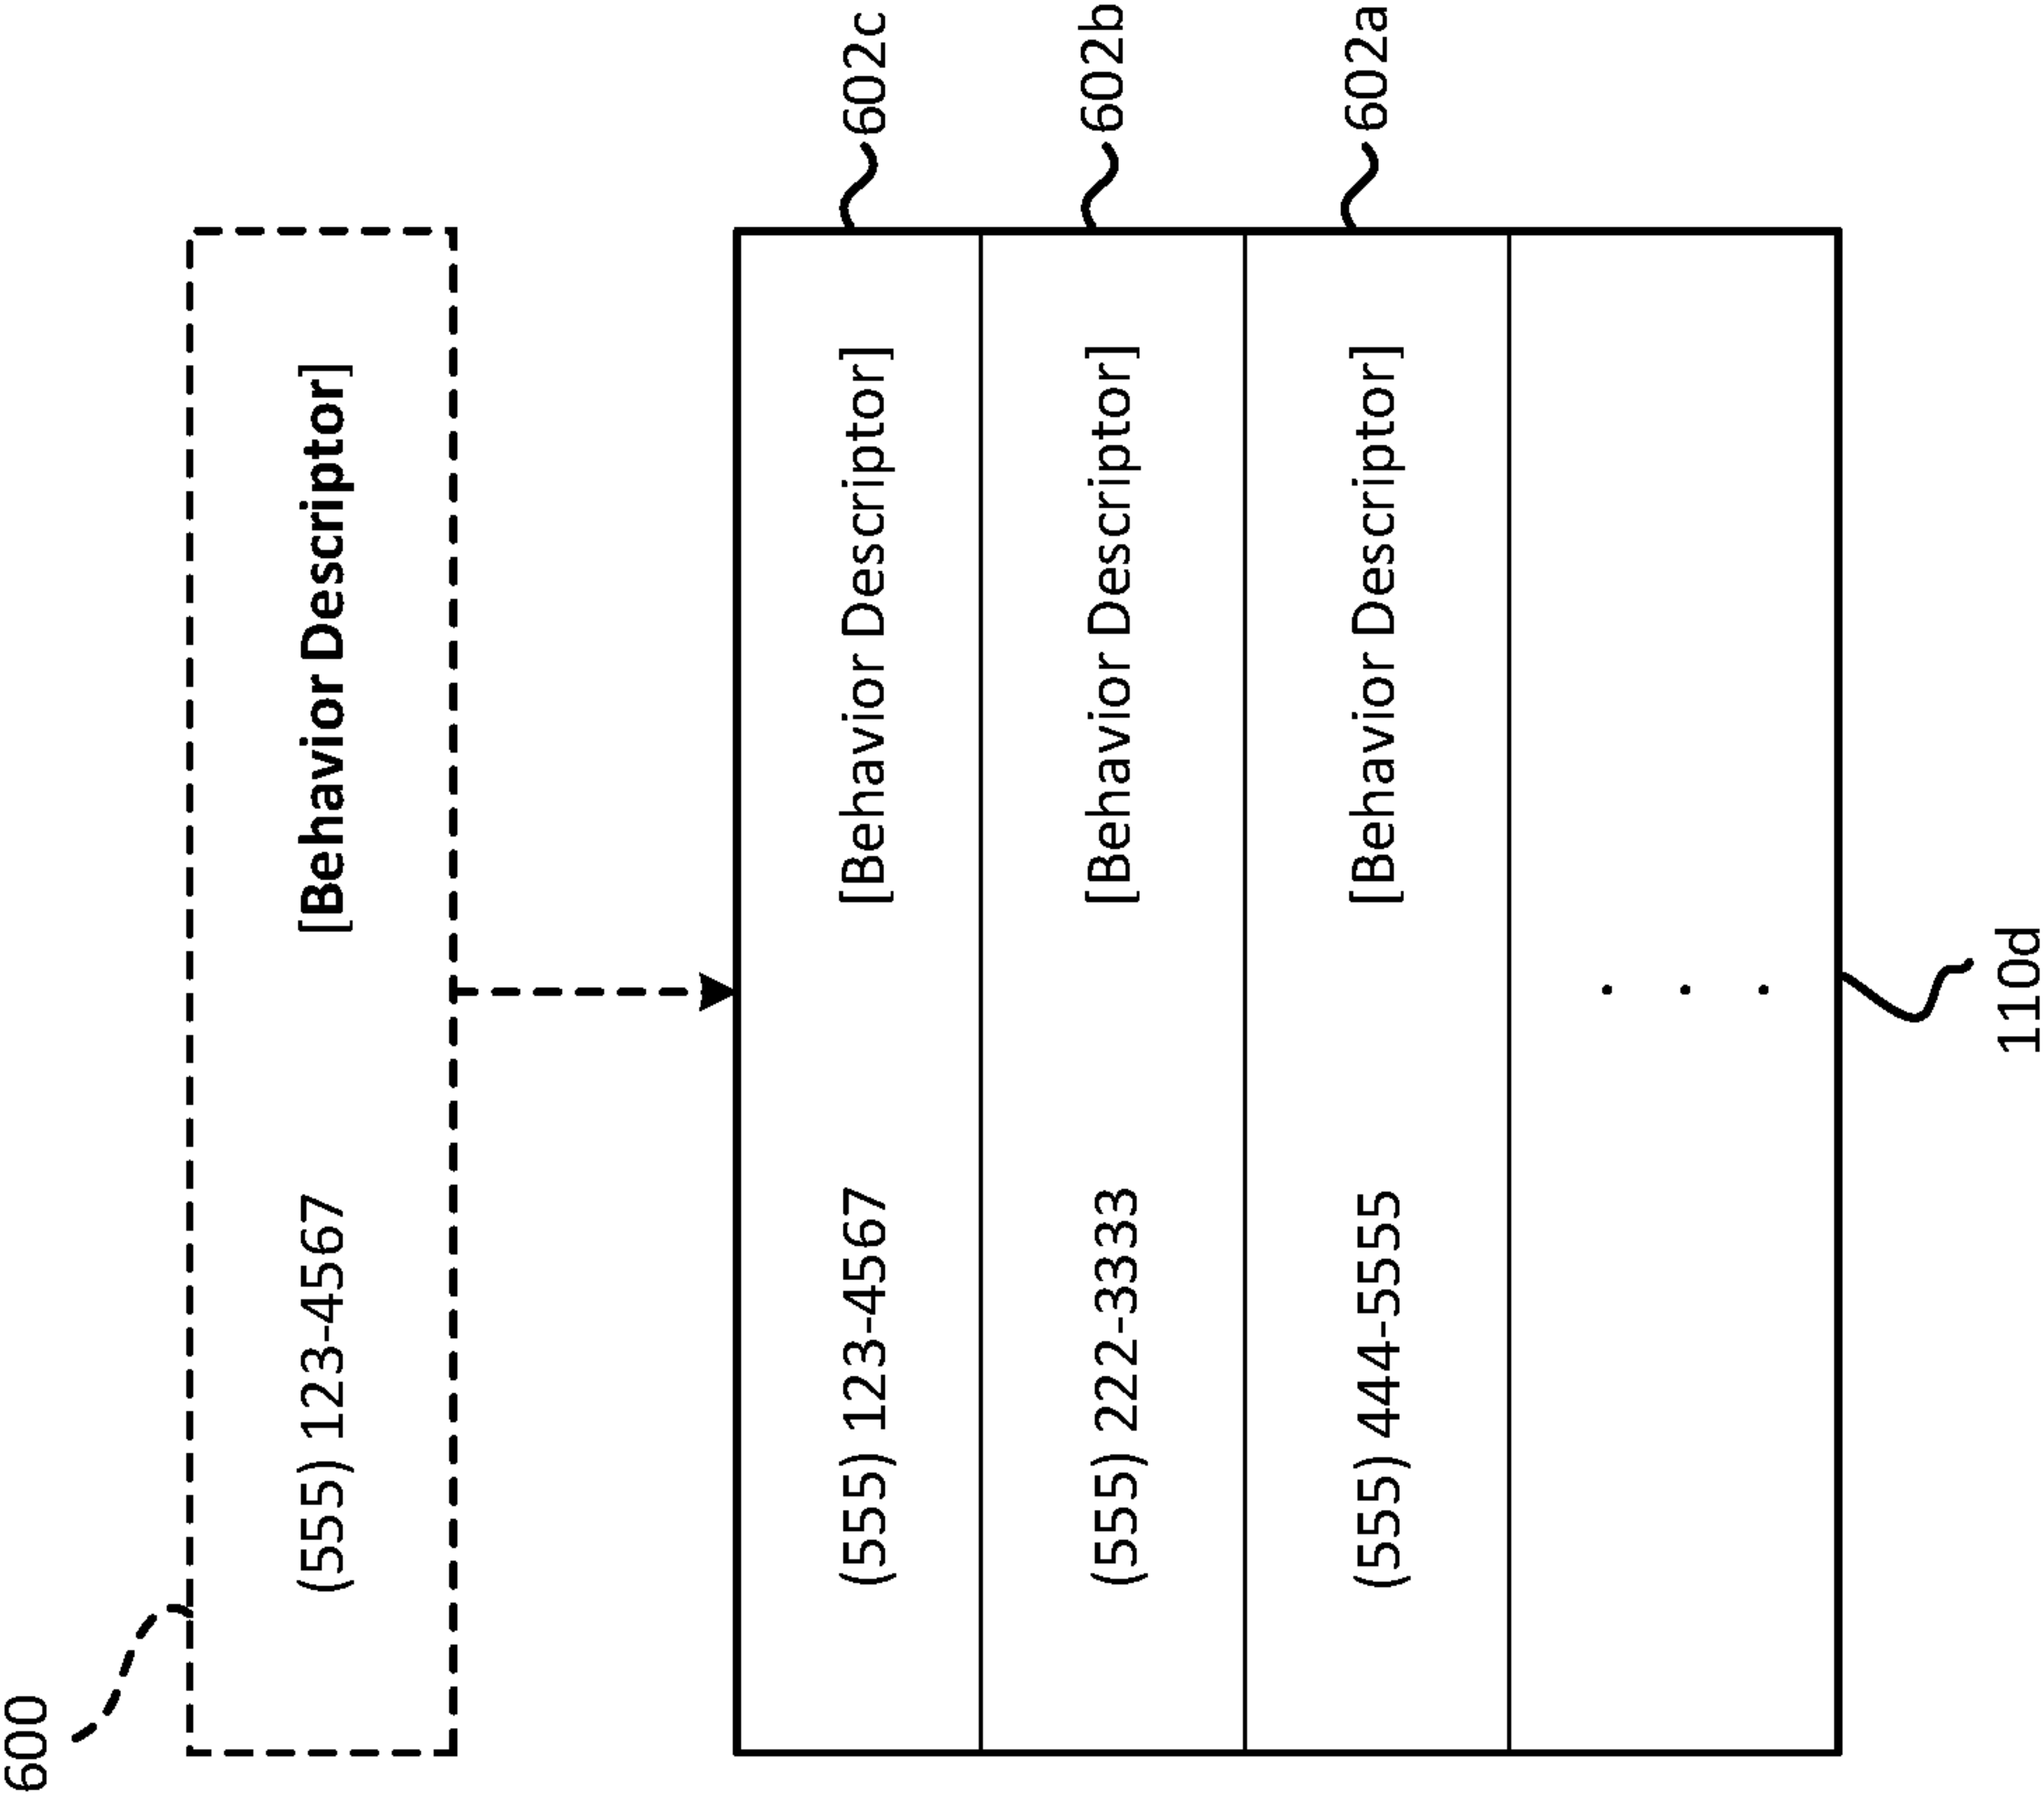 600
(555) 123-4567 [Behavior Descriptor]
(555) 123-4567 [Behavior Descriptor] 602c
(555) 222-3333 [Behavior Descriptor] 602b
(555) 444-5555 [Behavior Descriptor] 602a
. . .
110d